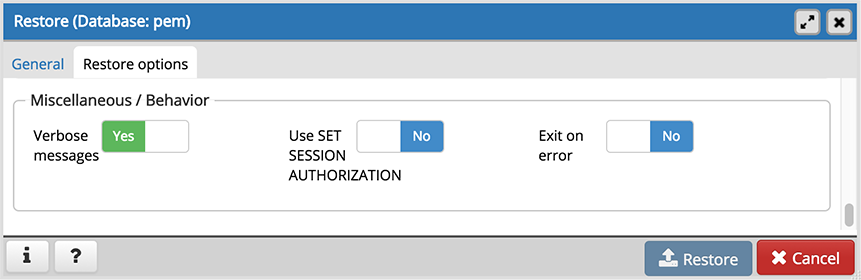 Restore (Database: pem)
General Restore options
Miscellaneous / Behavior
Verbose messages Yes
Use SET SESSION AUTHORIZATION No
Exit on error No
i ? Restore Cancel